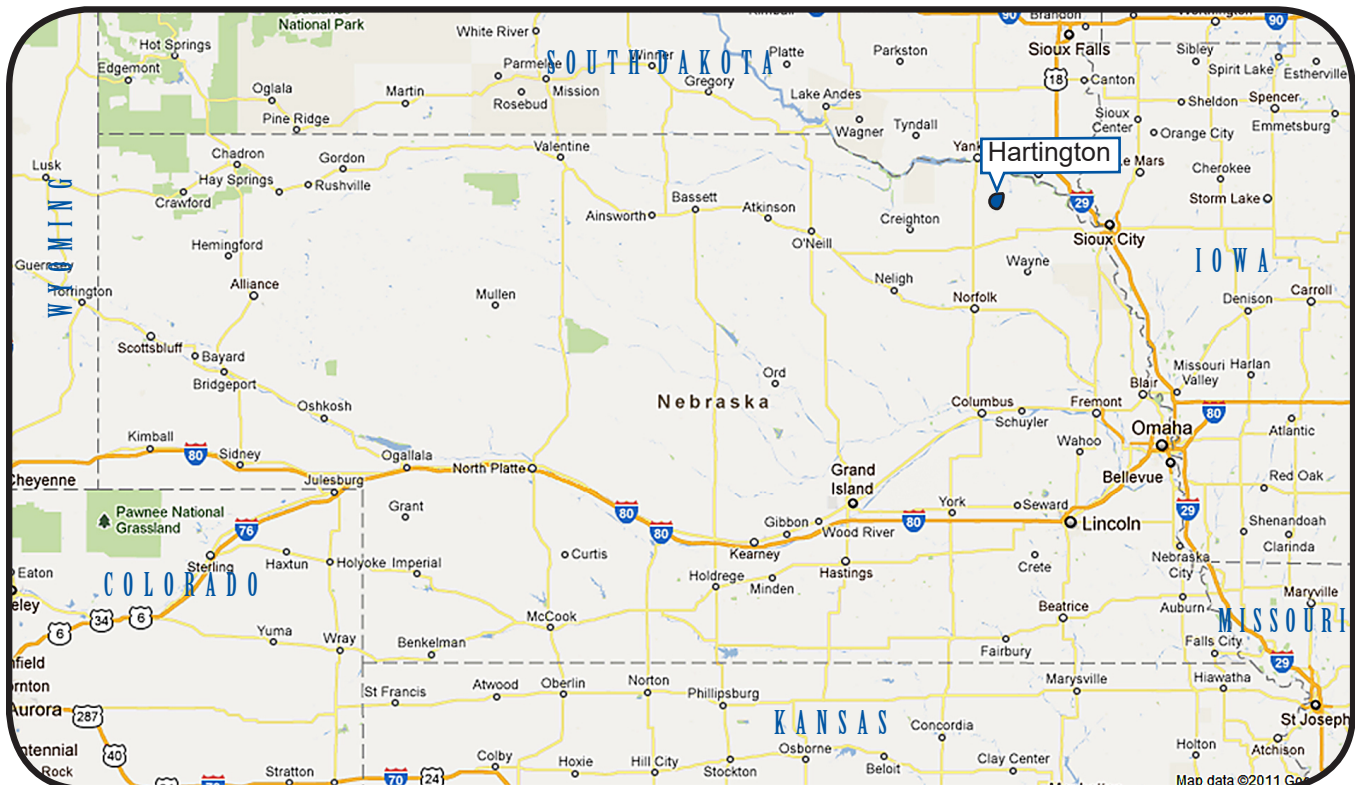 National Park
White River
Brandon
90
90
Hot Springs
SOUTH DAKOTA
Winner
Platte
Parkston
Sioux Falls
Sibley
Edgemont
Parmelee
Mission
Gregory
18
Canton
Spirit Lake
Estherville
Oglala
Martin
Rosebud
Lake Andes
Sheldon
Spencer
Pine Ridge
Wagner
Tyndall
Sioux
Center
Orange City
Emmetsburg
Lusk
Chadron
Gordon
Valentine
Hartington
Cherokee
Hay Springs
Rushville
Crawford
Ainsworth
Bassett
Atkinson
Creighton
29
Storm Lake
WYOMING
Hemingford
O'Neill
Sioux City
IOWA
Wayne
Alliance
Mullen
Neligh
Norfolk
Denison
Carroll
Scottsbluff
Bayard
Bridgeport
Ord
Missouri
Valley
Harlan
Blair
Nebraska
Oshkosh
Columbus
Schuyler
Fremont
80
Omaha
Atlantic
Kimball
80
Sidney
Ogallala
North Platte
Wahoo
Cheyenne
Julesburg
Grand
Island
Bellevue
Red Oak
Pawnee National
Grassland
76
Grant
80
80
Gibbon
Wood River
80
York
Seward
Lincoln
29
Shenandoah
Clarinda
Sterling
Haxtun
Holyoke
Imperial
Curtis
Kearney
Hastings
Crete
Nebraska
City
Eaton
COLORADO
Holdrege
Minden
Maryville
6
34
6
McCook
Beatrice
Auburn
MISSOURI
Yuma
Wray
Benkelman
Fairbury
Falls City
29
St Francis
Atwood
Oberlin
Norton
Phillipsburg
Marysville
Hiawatha
Aurora
287
KANSAS
Concordia
St Joseph
40
Colby
Hoxie
Hill City
Stockton
Osborne
Beloit
Clay Center
Holton
Atchison
Stratton
70
24
Map data ©2011